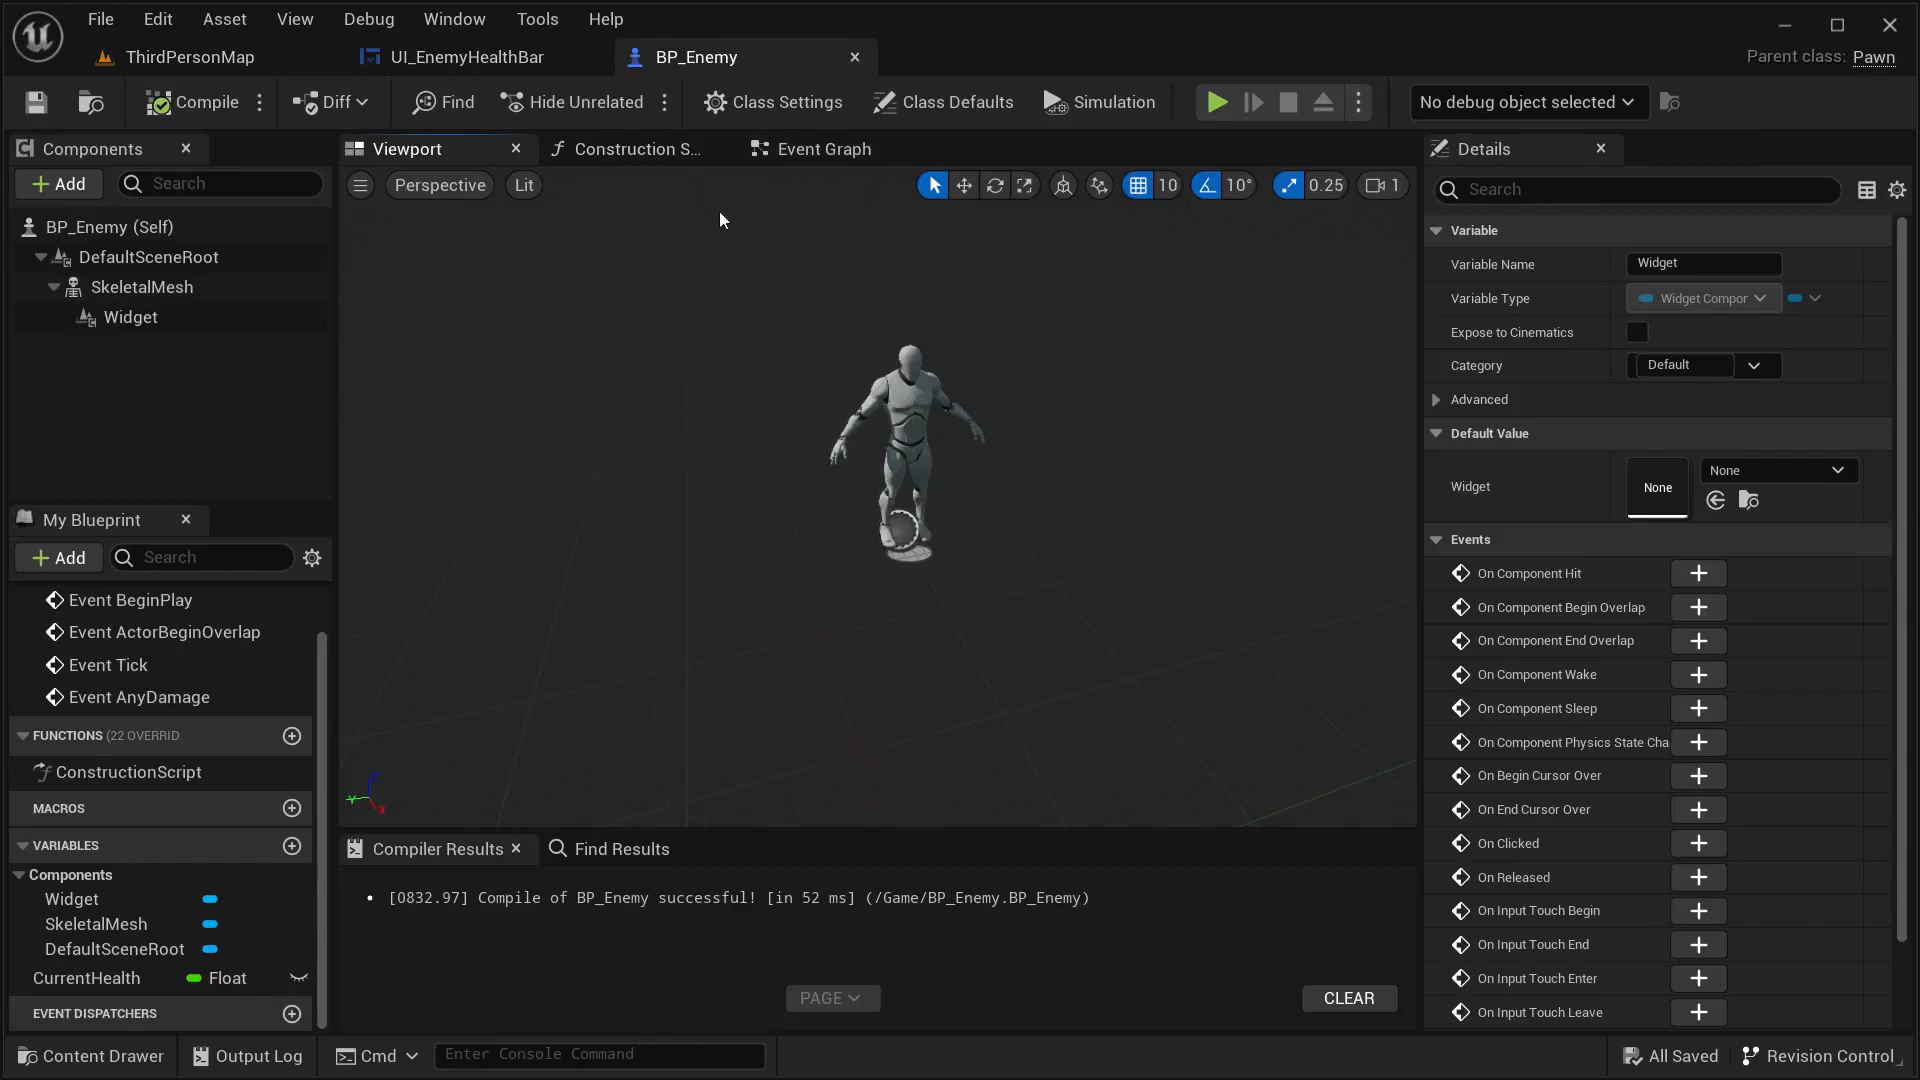 File Edit Asset View Debug Window Tools Help
ThirdPersonMap UI_EnemyHealthBar BP_Enemy Parent class: Pawn
Compile Diff Find Hide Unrelated Class Settings Class Defaults Simulation No debug object selected
Components Viewport Construction S... Event Graph Details
Add Search Perspective Lit 10 10° 0.25 1 Search
BP_Enemy (Self)
DefaultSceneRoot
SkeletalMesh
Widget
Variable
Variable Name Widget
Variable Type Widget Compor
Expose to Cinematics
Category Default
Advanced
Default Value
Widget None None
Events
On Component Hit
On Component Begin Overlap
On Component End Overlap
On Component Wake
On Component Sleep
On Component Physics State Cha
On Begin Cursor Over
On End Cursor Over
On Clicked
On Released
On Input Touch Begin
On Input Touch End
On Input Touch Enter
On Input Touch Leave
My Blueprint
Add Search
Event BeginPlay
Event ActorBeginOverlap
Event Tick
Event AnyDamage
FUNCTIONS (22 OVERRID
ConstructionScript
MACROS
VARIABLES
Components
Widget
SkeletalMesh
DefaultSceneRoot
CurrentHealth Float
EVENT DISPATCHERS
Compiler Results Find Results
[0832.97] Compile of BP_Enemy successful! [in 52 ms] (/Game/BP_Enemy.BP_Enemy)
PAGE CLEAR
Content Drawer Output Log Cmd Enter Console Command All Saved Revision Control